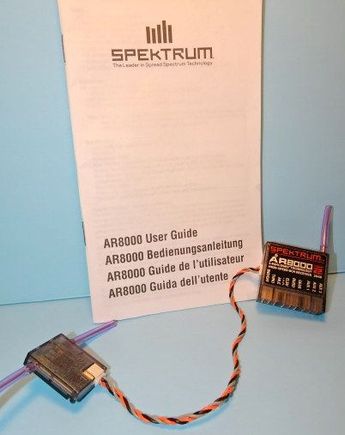 SPEKTRUM
The Leader in Spread Spectrum Technology
AR8000 User Guide
AR8000 Bedienungsanleitung
AR8000 Guide de l'utilisateur
AR8000 Guida dell'utente
SPEKTRUM
AR8000